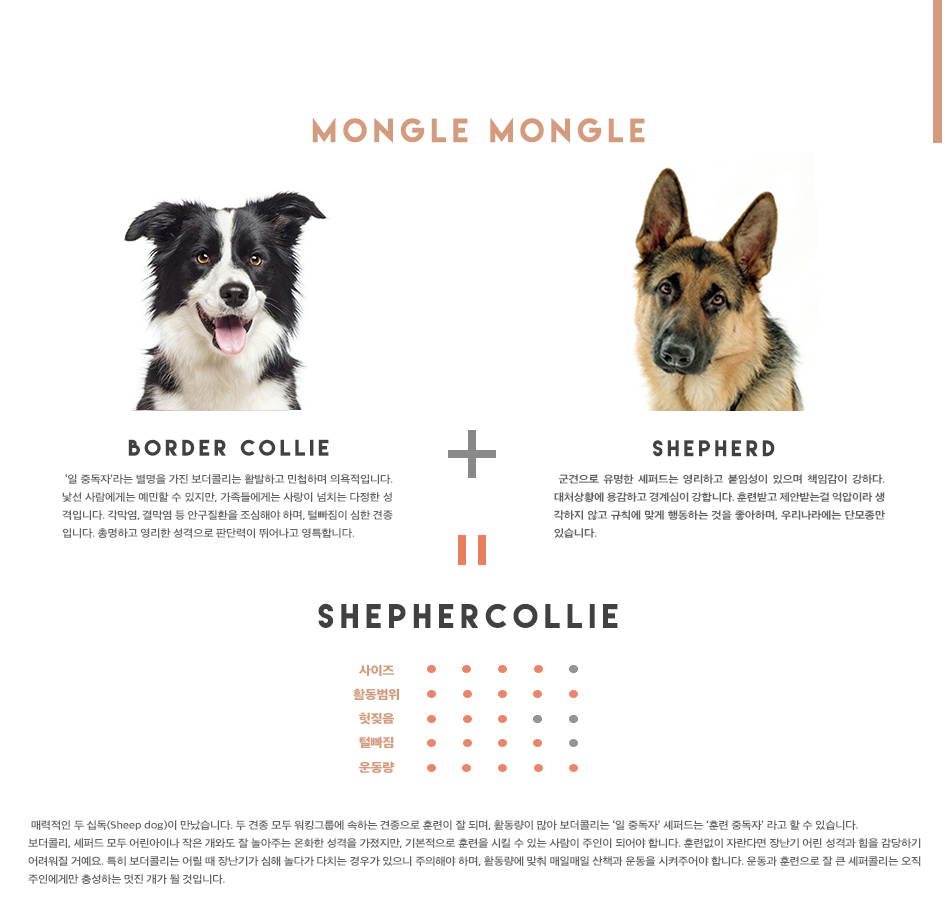 MONGLE MONGLE
BORDER COLLIE
'일 중독자'라는 별명을 가진 보더콜리는 활발하고 민첩하며 의욕적입니다.
낯선 사람에게는 예민할 수 있지만, 가족들에게는 사랑이 넘치는 다정한 성
격입니다. 각막염, 결막염 등 안구질환을 조심해야 하며, 털빠짐이 심한 견종
입니다. 총명하고 영리한 성격으로 판단력이 뛰어나고 영특합니다.
SHEPHERD
군견으로 유명한 셰퍼드는 영리하고 붙임성이 있으며 책임감이 강하다.
대처상황에 용감하고 경계심이 강합니다. 훈련받고 제안받는걸 억압이라 생
각하지 않고 규칙에 맞게 행동하는 것을 좋아하며, 우리나라에는 단모종만
있습니다.
SHEPHERCOLLIE
사이즈
활동범위
헛짖음
털빠짐
운동량
매력적인 두 십독(Sheep dog)이 만났습니다. 두 견종 모두 워킹그룹에 속하는 견종으로 훈련이 잘 되며, 활동량이 많아 보더콜리는 '일 중독자' 셰퍼드는 '훈련 중독자' 라고 할 수 있습니다.
보더콜리, 셰퍼드 모두 어린아이나 작은 개와도 잘 놀아주는 온화한 성격을 가졌지만, 기본적으로 훈련을 시킬 수 있는 사람이 주인이 되어야 합니다. 훈련없이 자란다면 장난기 어린 성격과 힘을 감당하기
어려워질 거예요. 특히 보더콜리는 어릴 때 장난기가 심해 놀다가 다치는 경우가 있으니 주의해야 하며, 활동량에 맞춰 매일매일 산책과 운동을 시켜주어야 합니다. 운동과 훈련으로 잘 큰 셰퍼콜리는 오직
주인에게만 충성하는 멋진 개가 될 것입니다.